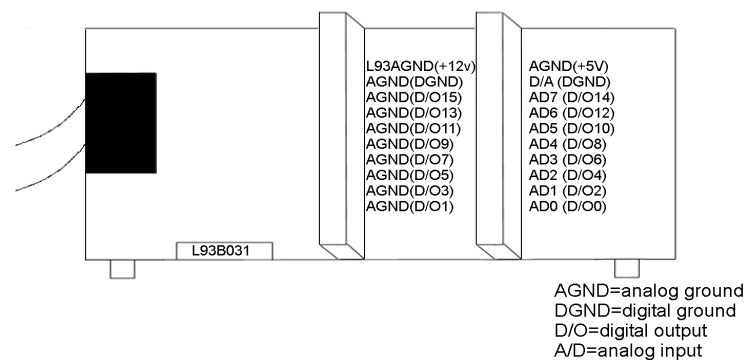 L93AGND(+12v)
AGND(DGND)
AGND(D/O15)
AGND(D/O13)
AGND(D/O11)
AGND(D/O9)
AGND(D/O7)
AGND(D/O5)
AGND(D/O3)
AGND(D/O1)
AGND(+5V)
D/A (DGND)
AD7 (D/O14)
AD6 (D/O12)
AD5 (D/O10)
AD4 (D/O8)
AD3 (D/O6)
AD2 (D/O4)
AD1 (D/O2)
AD0 (D/O0)
L93B031
AGND=analog ground
DGND=digital ground
D/O=digital output
A/D=analog input